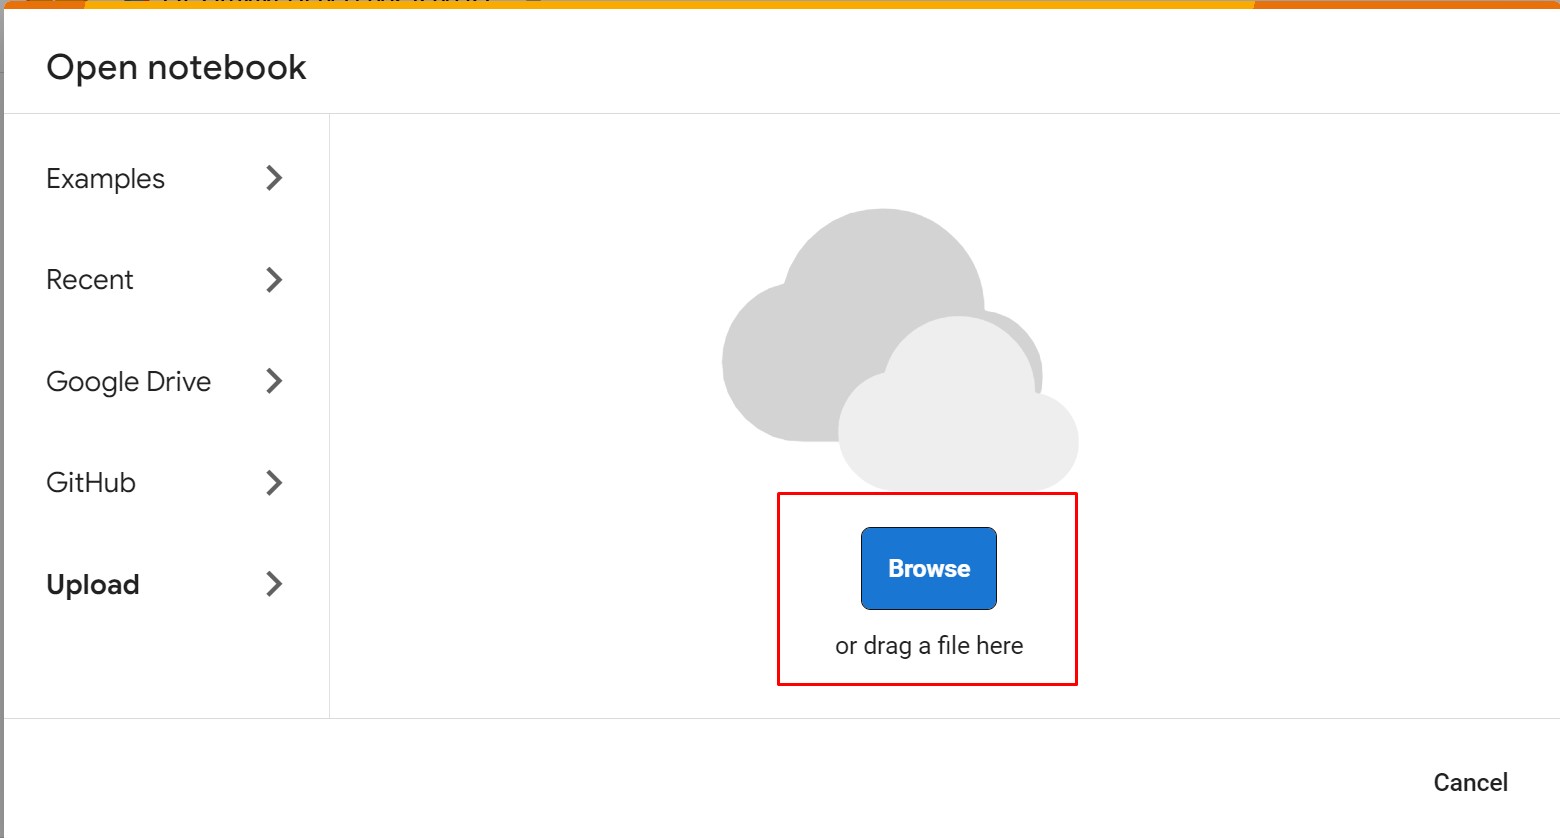 Open notebook
Examples
Recent
Google Drive
GitHub
Upload
Browse
or drag a file here
Cancel